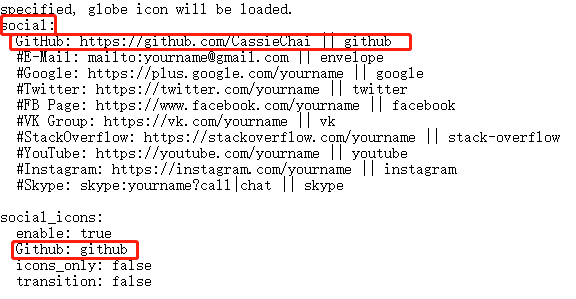 specified, globe icon will be loaded.
social:
  GitHub: https://github.com/CassieChai || github
  #E-Mail: mailto:yourname@gmail.com || envelope
  #Google: https://plus.google.com/yourname || google
  #Twitter: https://twitter.com/yourname || twitter
  #FB Page: https://www.facebook.com/yourname || facebook
  #VK Group: https://vk.com/yourname || vk
  #StackOverflow: https://stackoverflow.com/yourname || stack-overflow
  #YouTube: https://youtube.com/yourname || youtube
  #Instagram: https://instagram.com/yourname || instagram
  #Skype: skype:yourname?call|chat || skype

social_icons:
  enable: true
  Github: github
  icons_only: false
  transition: false